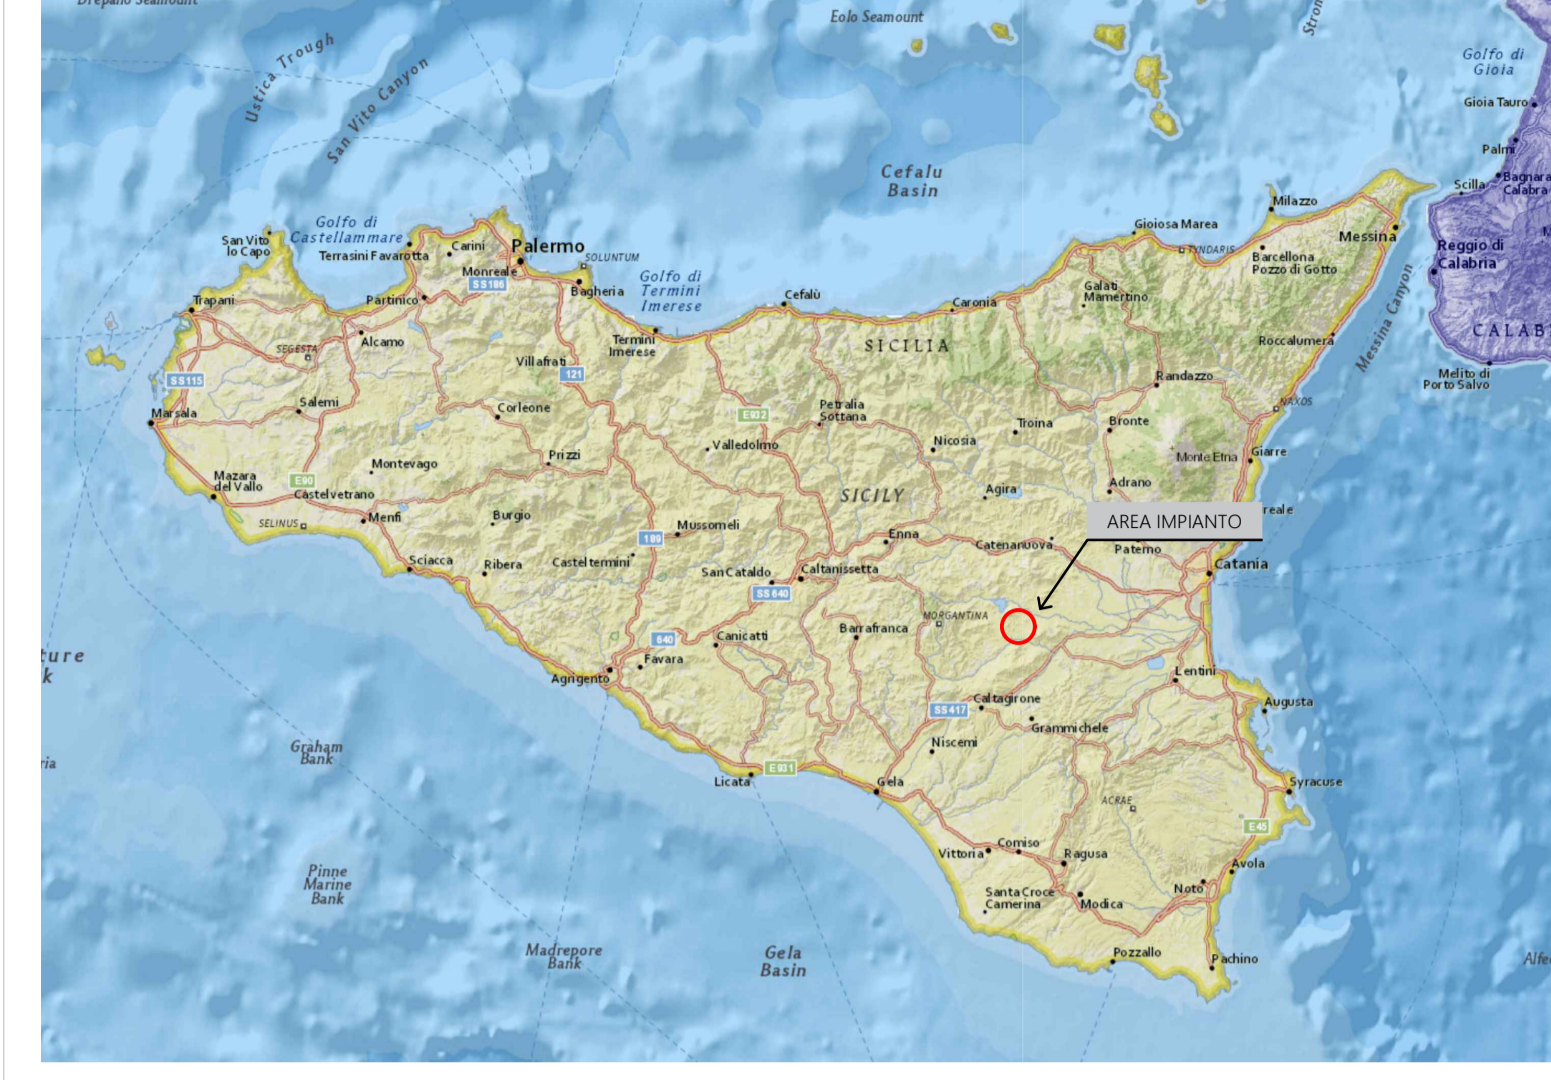 Drepano Seamount
Eolo Seamount
Strom
Golfo di
Gioia
Ustica Trough
San Vito Canyon
Gioia Tauro
Palmi
Cefalu
Basin
Scilla
Bagnara
Calabra
Milazzo
Golfo di
Castellammare
San Vito
lo Capo
Terrasini Favarotta
Carini
Palermo
Monreale
SS186
SOLUNTUM
Bagheria
Golfo di
Termini
Imerese
Gioiosa Marea
TYNDARIS
Messina
Barcellona
Pozzo di Gotto
Reggio di
Calabria
Messina Canyon
Trapani
Partinico
Cefalù
Caronia
Galati
Mamertino
SEGESTA
Alcamo
Termini
Imerese
SICILIA
Roccalumera
CALAB
Villafrati
121
Melito di
Porto Salvo
SS115
Randazzo
Salemi
Corleone
E932
Petralia
Sottana
NAXOS
Marsala
Troina
Bronte
Valledolmo
Nicosia
Monte Etna
Giarre
Montevago
Prizzi
Mazara
del Vallo
E90
Castelvetrano
SICILY
Agira
Adrano
SELINUS
Menfi
Burgio
Mussomeli
AREA IMPIANTO
reale
189
Enna
Catenanuova
Paterno
Sciacca
Ribera
Casteltermini
San Cataldo
Caltanissetta
Catania
SS640
MORGANTINA
640
Canicatti
Barrafranca
ture
k
Favara
Agrigento
Lentini
Caltagirone
SS417
Augusta
Grammichele
Graham
Bank
Niscemi
ria
E931
Licata
Gela
Syracuse
ACRAE
E45
Vittoria
Comiso
Ragusa
Avola
Pinne
Marine
Bank
Santa Croce
Camerina
Modica
Noto
Madrepore
Bank
Gela
Basin
Pozzallo
Pachino
Alfe